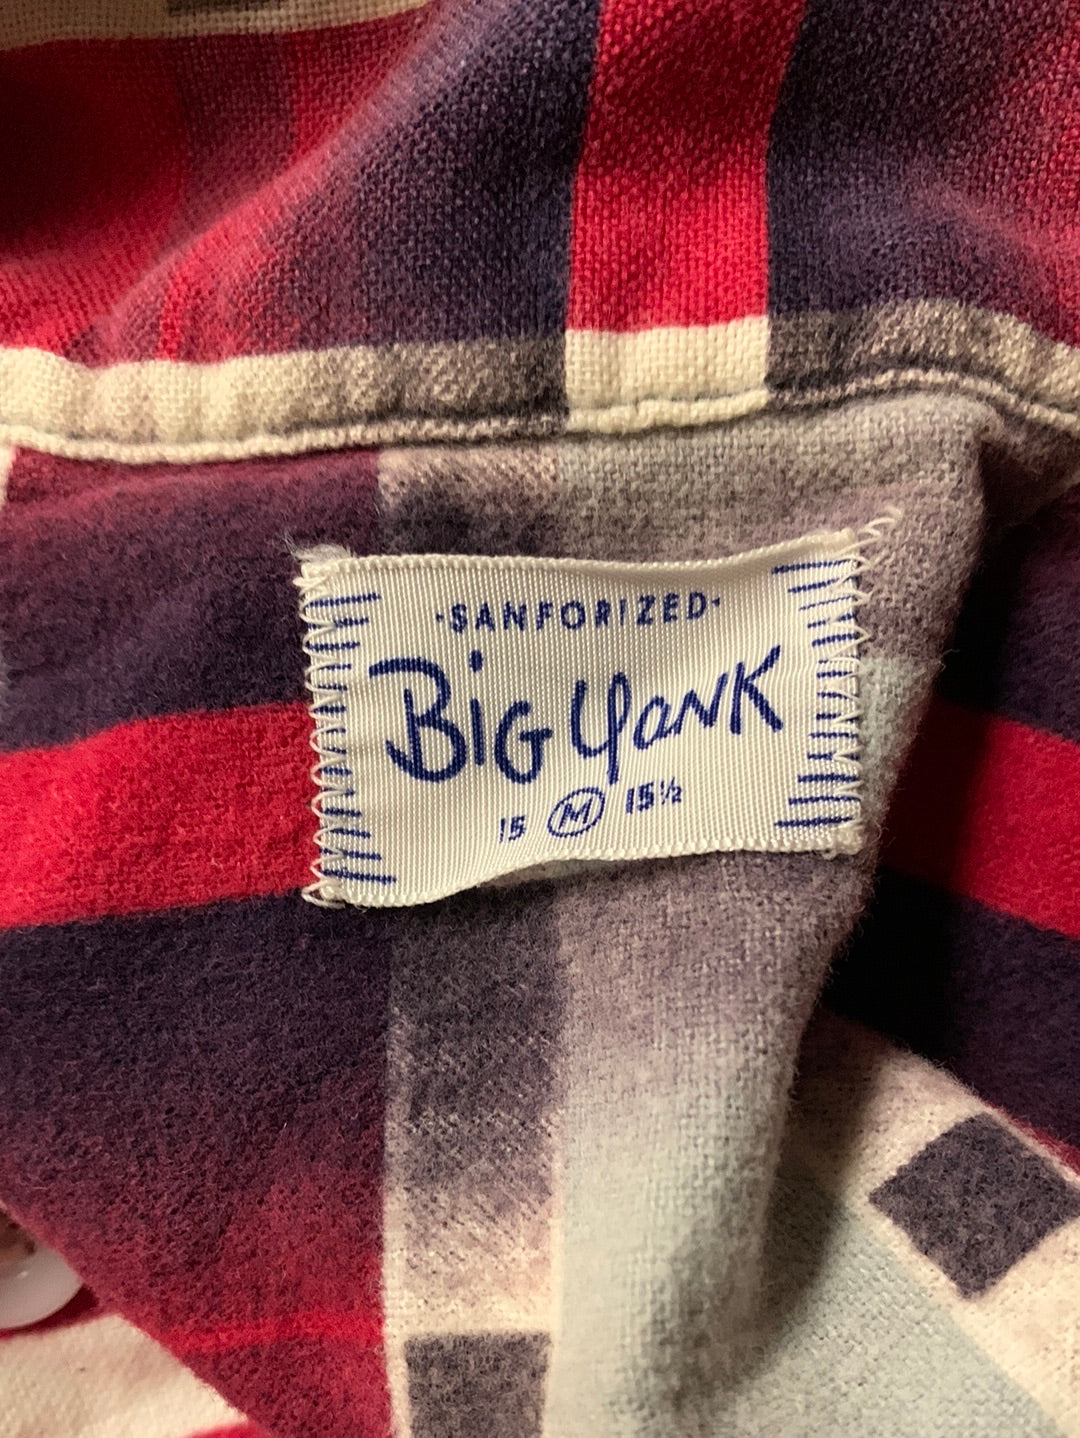 ·SANFORIZED·
BiG YANK
15 M 15½